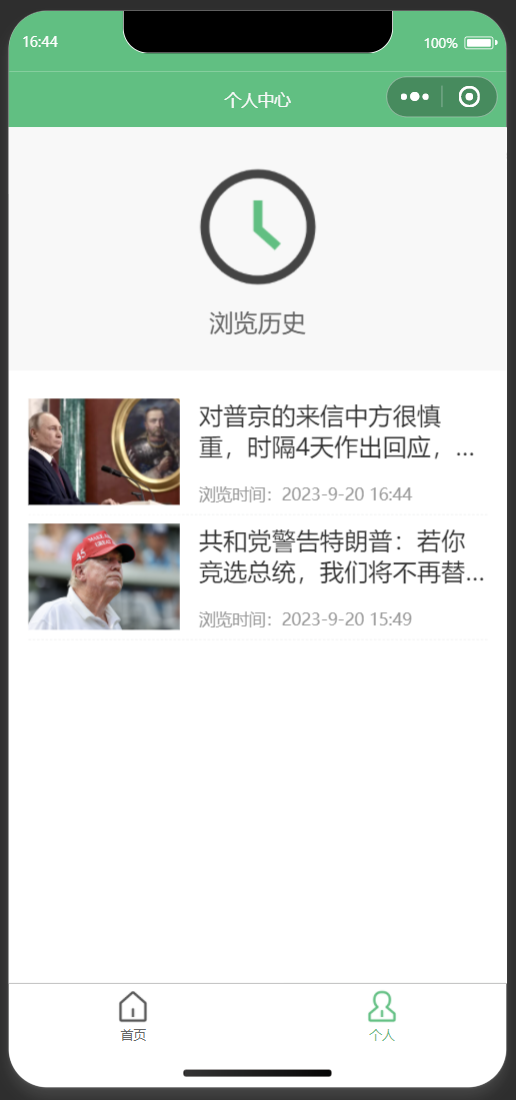 16:44
100%
个人中心
浏览历史
对普京的来信中方很慎
重，时隔4天作出回应，...
浏览时间：2023-9-20 16:44
共和党警告特朗普：若你
竞选总统，我们将不再替...
浏览时间：2023-9-20 15:49
首页
个人